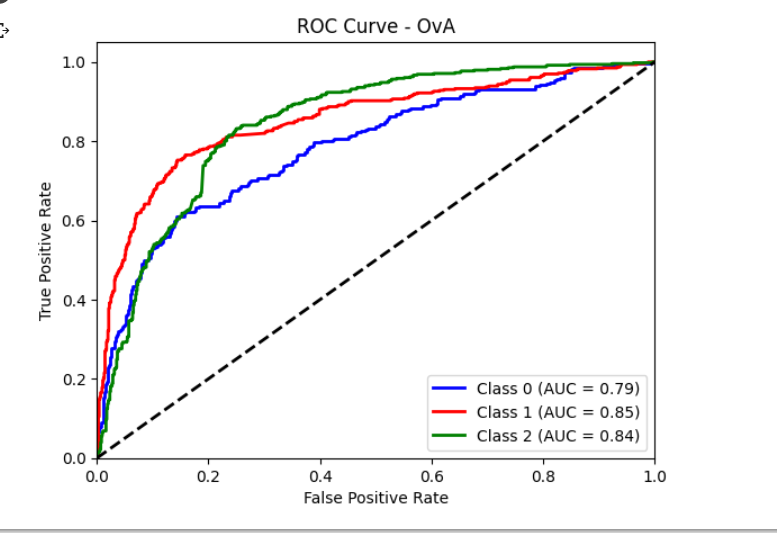 ROC Curve - OvA
1.0
0.8
0.6
0.4
0.2
0.0
True Positive Rate
Class 0 (AUC = 0.79)
Class 1 (AUC = 0.85)
Class 2 (AUC = 0.84)
0.0 0.2 0.4 0.6 0.8 1.0
False Positive Rate